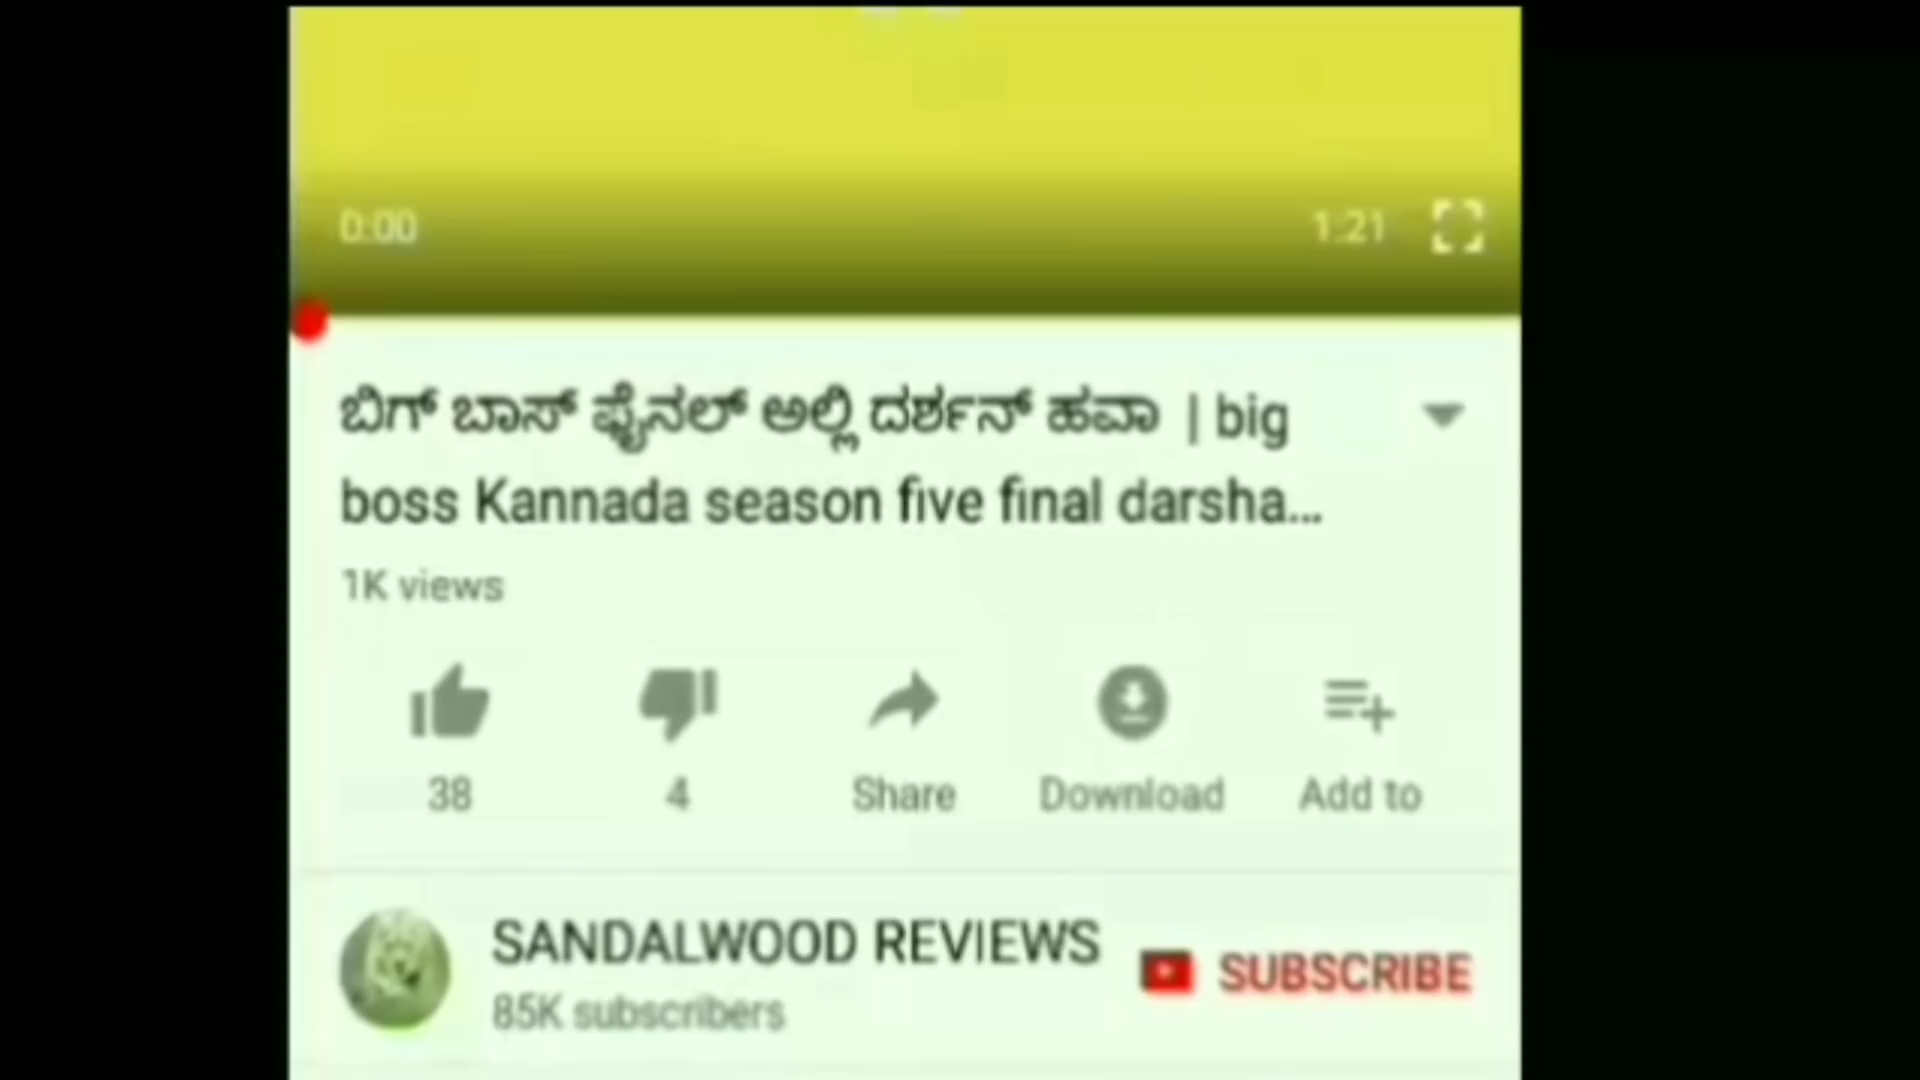 0:00 1:21
ಬಿಗ್ ಬಾಸ್ ಫೈನಲ್ ಅಲ್ಲಿ ದರ್ಶನ್ ಹವಾ | big
boss Kannada season five final darsha...
1K views
38 4 Share Download Add to
SANDALWOOD REVIEWS
85K subscribers
SUBSCRIBE